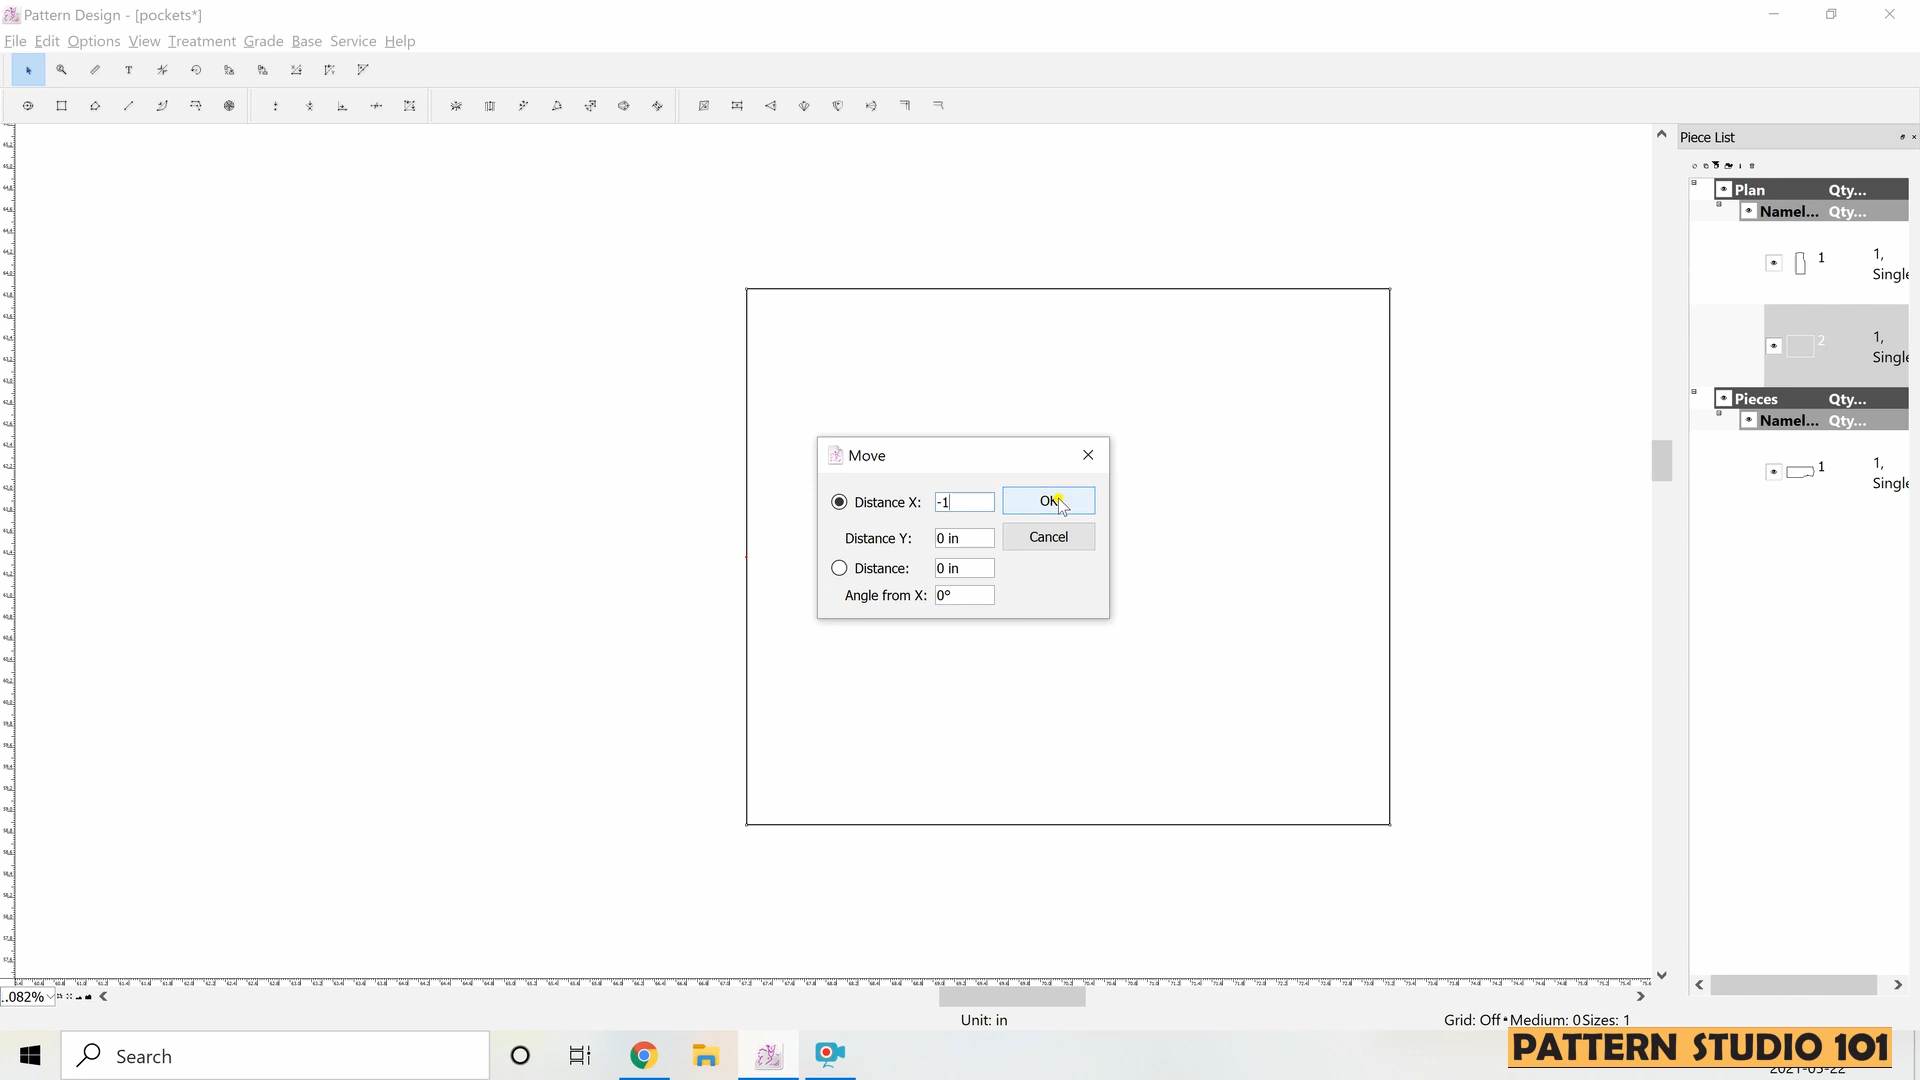 Pattern Design - [pockets*]
File Edit Options View Treatment Grade Base Service Help
Piece List
Plan Qty...
Namel... Qty...
1 1, Single
2 1, Single
Pieces Qty...
Namel... Qty...
1 1, Single
Move
Distance X: -1 OK
Distance Y: 0 in Cancel
Distance: 0 in
Angle from X: 0°
..082%
Unit: in
Grid: Off Medium: 0 Sizes: 1
Search
PATTERN STUDIO 101